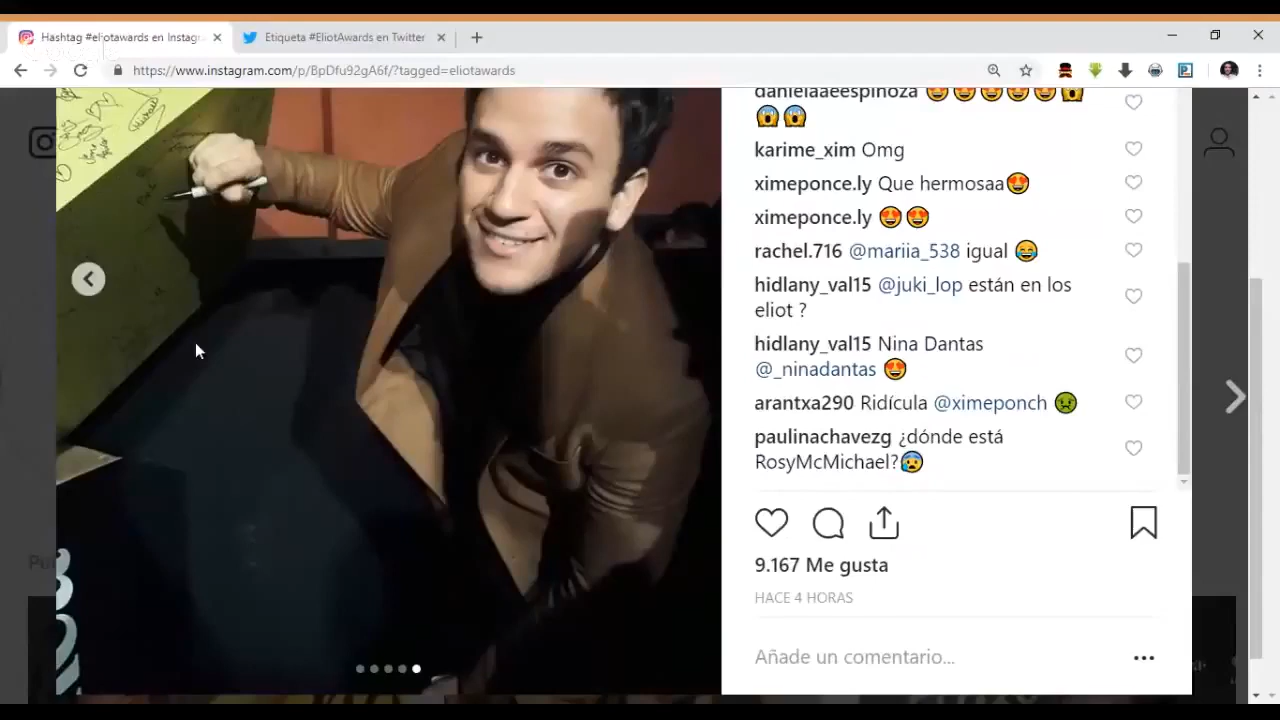 Hashtag #eliotawards en Instagr
Etiqueta #EliotAwards en Twitter
https://www.instagram.com/p/BpDfu92gA6f/?tagged=eliotawards
danielaaeespinoza 😍😍😍😍😍😱
😱😱
karime_xim Omg
ximeponce.ly Que hermosaa😍
ximeponce.ly 😍😍
rachel.716 @mariia_538 igual 😂
hidlany_val15 @juki_lop están en los
eliot ?
hidlany_val15 Nina Dantas
@_ninadantas 😍
arantxa290 Ridícula @ximeponch 🤢
paulinachavezg ¿dónde está
RosyMcMichael?😰
9.167 Me gusta
HACE 4 HORAS
Añade un comentario...